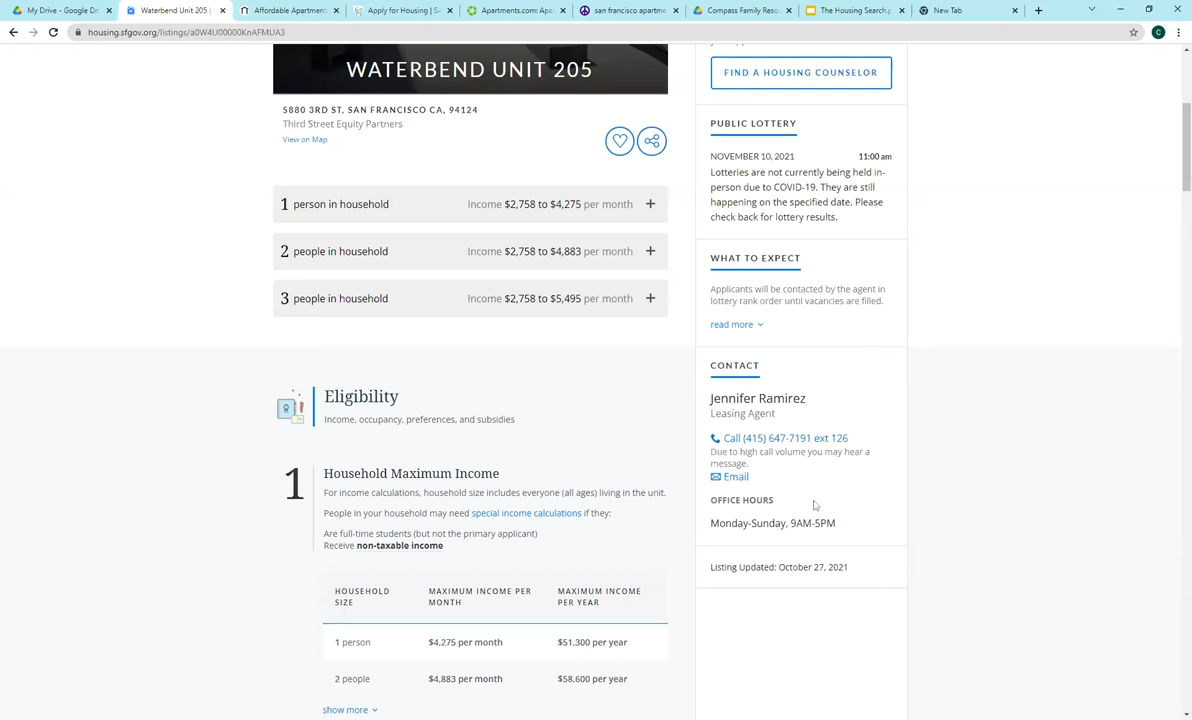 My Drive – Google Dri
Waterbend Unit 205 |
Affordable Apartment
Apply for Housing | SA
Apartments.com: Apa
san francisco apartme
Compass Family Reso
The Housing Search.p
New Tab
housing.sfgov.org/listings/a0W4U00000KnAFMUA3
WATERBEND UNIT 205
5880 3RD ST, SAN FRANCISCO CA, 94124
Third Street Equity Partners
View on Map
1 person in household Income $2,758 to $4,275 per month +
2 people in household Income $2,758 to $4,883 per month +
3 people in household Income $2,758 to $5,495 per month +
Eligibility
Income, occupancy, preferences, and subsidies
1 Household Maximum Income
For income calculations, household size includes everyone (all ages) living in the unit.
People in your household may need special income calculations if they:
Are full-time students (but not the primary applicant)
Receive non-taxable income
HOUSEHOLD SIZE MAXIMUM INCOME PER MONTH MAXIMUM INCOME PER YEAR
1 person $4,275 per month $51,300 per year
2 people $4,883 per month $58,600 per year
show more
FIND A HOUSING COUNSELOR
PUBLIC LOTTERY
NOVEMBER 10, 2021 11:00 am
Lotteries are not currently being held in-
person due to COVID-19. They are still
happening on the specified date. Please
check back for lottery results.
WHAT TO EXPECT
Applicants will be contacted by the agent in
lottery rank order until vacancies are filled.
read more
CONTACT
Jennifer Ramirez
Leasing Agent
Call (415) 647-7191 ext 126
Due to high call volume you may hear a
message.
Email
OFFICE HOURS
Monday-Sunday, 9AM-5PM
Listing Updated: October 27, 2021